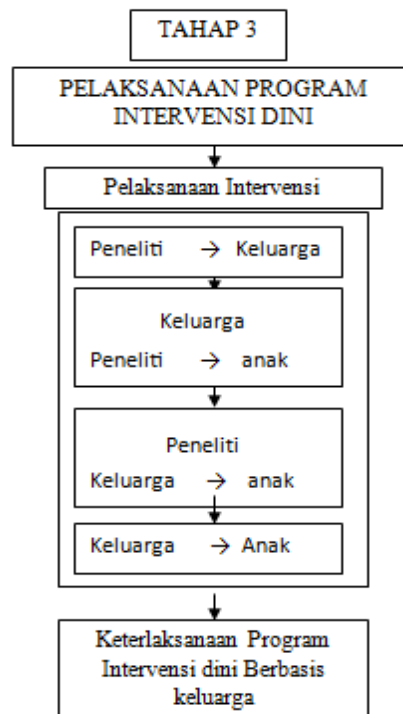 TAHAP 3
PELAKSANAAN PROGRAM
INTERVENSI DINI
Pelaksanaan Intervensi
Peneliti → Keluarga
Keluarga
Peneliti → anak
Peneliti
Keluarga → anak
Keluarga → Anak
Keterlaksanaan Program
Intervensi dini Berbasis
keluarga